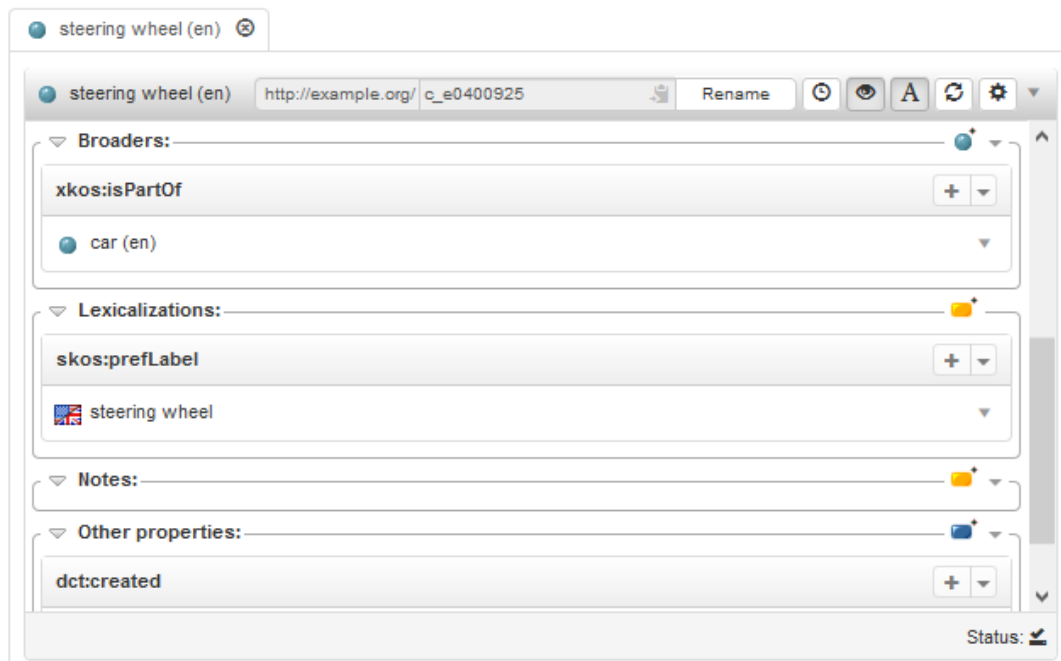 steering wheel (en)
steering wheel (en) http://example.org/ c_e0400925 Rename A
Broaders:
xkos:isPartOf
car (en)
Lexicalizations:
skos:prefLabel
steering wheel
Notes:
Other properties:
dct:created
Status: